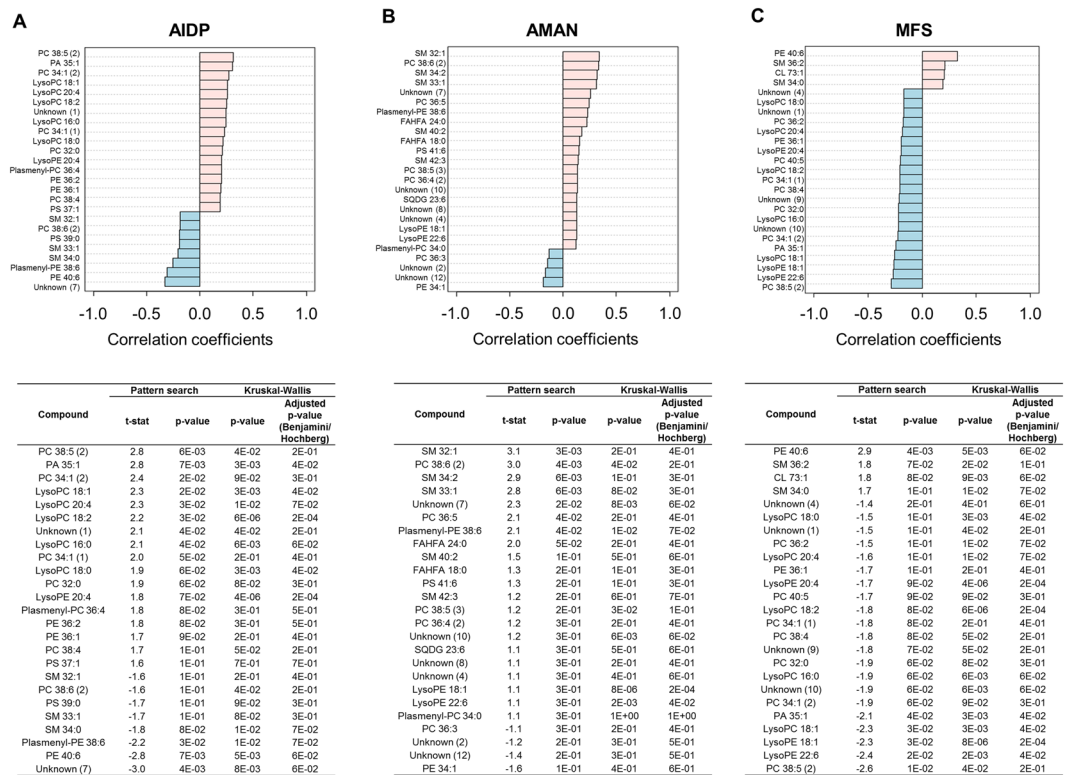 A
AIDP
PC 38:5 (2)
PA 35:1
PC 34:1 (2)
LysoPC 18:1
LysoPC 20:4
LysoPC 18:2
Unknown (1)
LysoPC 16:0
PC 34:1 (1)
LysoPC 18:0
PC 32:0
LysoPE 20:4
Plasmenyl-PC 36:4
PE 36:2
PE 36:1
PC 38:4
PS 37:1
SM 32:1
PC 38:6 (2)
PS 39:0
SM 33:1
SM 34:0
Plasmenyl-PE 38:6
PE 40:6
Unknown (7)
-1.0 -0.5 0.0 0.5 1.0
Correlation coefficients
B
AMAN
SM 32:1
PC 38:6 (2)
SM 34:2
SM 33:1
Unknown (7)
PC 36:5
Plasmenyl-PE 38:6
FAHFA 24:0
SM 40:2
FAHFA 18:0
PS 41:6
SM 42:3
PC 38:5 (3)
PC 36:4 (2)
Unknown (10)
SQDG 23:6
Unknown (8)
Unknown (4)
LysoPE 18:1
LysoPE 22:6
Plasmenyl-PC 34:0
PC 36:3
Unknown (2)
Unknown (12)
PE 34:1
-1.0 -0.5 0.0 0.5 1.0
Correlation coefficients
C
MFS
PE 40:6
SM 36:2
CL 73:1
SM 34:0
Unknown (4)
LysoPC 18:0
Unknown (1)
PC 36:2
LysoPC 20:4
PE 36:1
LysoPE 20:4
PC 40:5
LysoPC 18:2
PC 34:1 (1)
PC 38:4
Unknown (9)
PC 32:0
LysoPC 16:0
Unknown (10)
PC 34:1 (2)
PA 35:1
LysoPC 18:1
LysoPE 18:1
LysoPE 22:6
PC 38:5 (2)
-1.0 -0.5 0.0 0.5 1.0
Correlation coefficients
Pattern search Kruskal-Wallis
Compound t-stat p-value p-value Adjusted p-value (Benjamini/Hochberg)
PC 38:5 (2) 2.8 6E-03 4E-02 2E-01
PA 35:1 2.8 7E-03 3E-03 4E-02
PC 34:1 (2) 2.4 2E-02 9E-02 3E-01
LysoPC 18:1 2.3 2E-02 3E-03 4E-02
LysoPC 20:4 2.3 3E-02 1E-02 7E-02
LysoPC 18:2 2.2 3E-02 6E-06 2E-04
Unknown (1) 2.1 4E-02 4E-02 2E-01
LysoPC 16:0 2.1 4E-02 6E-03 6E-02
PC 34:1 (1) 2.0 5E-02 2E-01 4E-01
LysoPC 18:0 1.9 6E-02 3E-03 4E-02
PC 32:0 1.9 6E-02 8E-02 3E-01
LysoPE 20:4 1.8 7E-02 4E-06 2E-04
Plasmenyl-PC 36:4 1.8 8E-02 3E-01 5E-01
PE 36:2 1.8 8E-02 3E-01 5E-01
PE 36:1 1.7 9E-02 2E-01 4E-01
PC 38:4 1.7 1E-01 5E-02 2E-01
PS 37:1 1.6 1E-01 7E-01 7E-01
SM 32:1 -1.6 1E-01 2E-01 4E-01
PC 38:6 (2) -1.6 1E-01 4E-02 2E-01
PS 39:0 -1.7 1E-01 9E-02 3E-01
SM 33:1 -1.7 1E-01 8E-02 3E-01
SM 34:0 -1.8 8E-02 1E-02 7E-02
Plasmenyl-PE 38:6 -2.2 3E-02 1E-02 7E-02
PE 40:6 -2.8 7E-03 5E-03 6E-02
Unknown (7) -3.0 4E-03 8E-03 6E-02
Pattern search Kruskal-Wallis
Compound t-stat p-value p-value Adjusted p-value (Benjamini/Hochberg)
SM 32:1 3.1 3E-03 2E-01 4E-01
PC 38:6 (2) 3.0 4E-03 4E-02 2E-01
SM 34:2 2.9 6E-03 1E-01 3E-01
SM 33:1 2.8 6E-03 8E-02 3E-01
Unknown (7) 2.3 2E-02 8E-03 6E-02
PC 36:5 2.1 4E-02 2E-01 4E-01
Plasmenyl-PE 38:6 2.1 4E-02 1E-02 7E-02
FAHFA 24:0 2.0 5E-02 2E-01 4E-01
SM 40:2 1.5 1E-01 5E-01 6E-01
FAHFA 18:0 1.3 2E-01 1E-01 3E-01
PS 41:6 1.3 2E-01 1E-01 3E-01
SM 42:3 1.2 2E-01 6E-01 7E-01
PC 38:5 (3) 1.2 2E-01 3E-02 1E-01
PC 36:4 (2) 1.2 3E-01 2E-01 4E-01
Unknown (10) 1.2 3E-01 6E-03 6E-02
SQDG 23:6 1.1 3E-01 5E-01 6E-01
Unknown (8) 1.1 3E-01 2E-01 4E-01
Unknown (4) 1.1 3E-01 4E-01 6E-01
LysoPE 18:1 1.1 3E-01 8E-06 2E-04
LysoPE 22:6 1.1 3E-01 2E-03 4E-02
Plasmenyl-PC 34:0 1.1 3E-01 1E+00 1E+00
PC 36:3 -1.1 3E-01 2E-01 4E-01
Unknown (2) -1.2 2E-01 3E-01 5E-01
Unknown (12) -1.4 2E-01 3E-01 5E-01
PE 34:1 -1.6 1E-01 4E-01 6E-01
Pattern search Kruskal-Wallis
Compound t-stat p-value p-value Adjusted p-value (Benjamini/Hochberg)
PE 40:6 2.9 4E-03 5E-03 6E-02
SM 36:2 1.8 7E-02 2E-02 1E-01
CL 73:1 1.8 8E-02 9E-03 6E-02
SM 34:0 1.7 1E-01 1E-02 7E-02
Unknown (4) -1.4 2E-01 4E-01 6E-01
LysoPC 18:0 -1.5 1E-01 3E-03 4E-02
Unknown (1) -1.5 1E-01 4E-02 2E-01
PC 36:2 -1.5 1E-01 1E-02 7E-02
LysoPC 20:4 -1.6 1E-01 1E-02 7E-02
PE 36:1 -1.7 1E-01 2E-01 4E-01
LysoPE 20:4 -1.7 9E-02 4E-06 2E-04
PC 40:5 -1.7 9E-02 9E-02 3E-01
LysoPC 18:2 -1.8 8E-02 6E-06 2E-04
PC 34:1 (1) -1.8 8E-02 2E-01 4E-01
PC 38:4 -1.8 8E-02 5E-02 2E-01
Unknown (9) -1.8 7E-02 5E-02 2E-01
PC 32:0 -1.9 6E-02 8E-02 3E-01
LysoPC 16:0 -1.9 6E-02 6E-03 6E-02
Unknown (10) -1.9 6E-02 6E-03 6E-02
PC 34:1 (2) -1.9 6E-02 9E-02 3E-01
PA 35:1 -2.1 4E-02 3E-03 4E-02
LysoPC 18:1 -2.3 2E-02 3E-03 4E-02
LysoPE 18:1 -2.3 3E-02 8E-06 2E-04
LysoPE 22:6 -2.4 2E-02 2E-03 4E-02
PC 38:5 (2) -2.6 1E-02 4E-02 2E-01